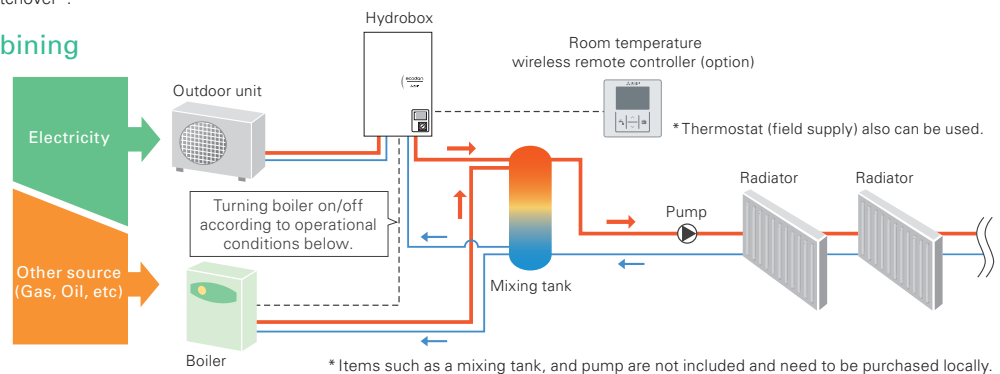 bining
Hydrobox
Room temperature
wireless remote controller (option)
ecodan
Outdoor unit
Electricity
*Thermostat (field supply) also can be used.
Radiator
Radiator
Turning boiler on/off
according to operational
conditions below.
Pump
Other source
(Gas, Oil, etc)
Mixing tank
Boiler
*Items such as a mixing tank, and pump are not included and need to be purchased locally.